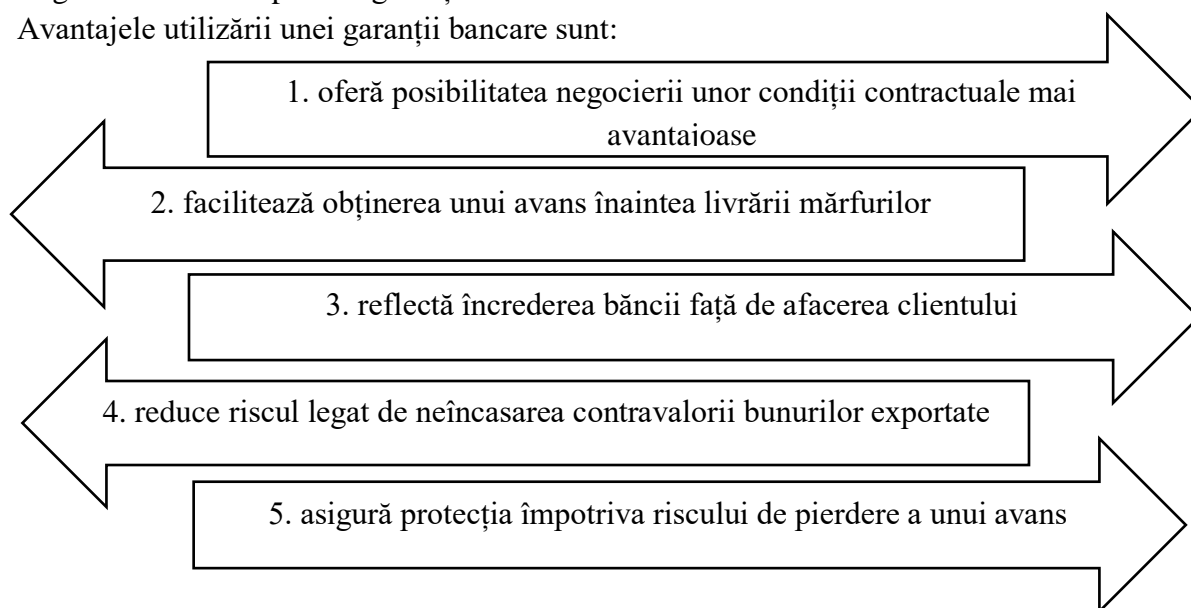 Avantajele utilizării unei garanții bancare sunt:
1. oferă posibilitatea negocierii unor condiții contractuale mai
avantajoase
2. facilitează obținerea unui avans înaintea livrării mărfurilor
3. reflectă încrederea băncii față de afacerea clientului
4. reduce riscul legat de neîncasarea contravalorii bunurilor exportate
5. asigură protecția împotriva riscului de pierdere a unui avans